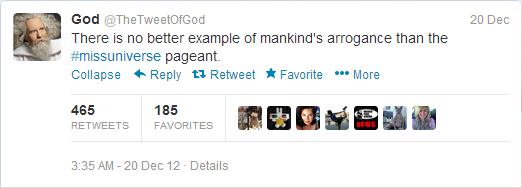 God @TheTweetOfGod 20 Dec
There is no better example of mankind's arrogance than the
#missuniverse pageant.
Collapse Reply Retweet Favorite More
465 185
RETWEETS FAVORITES
3:35 AM - 20 Dec 12 · Details